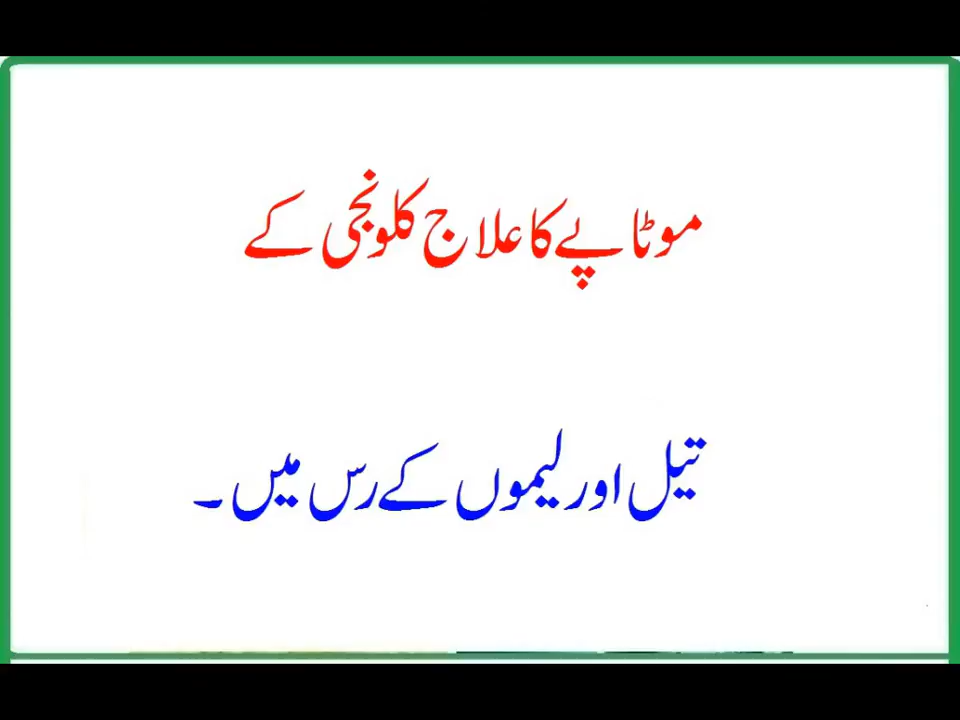 موٹاپے کا علاج کلونجی کے
تیل اور لیموں کے رس میں۔